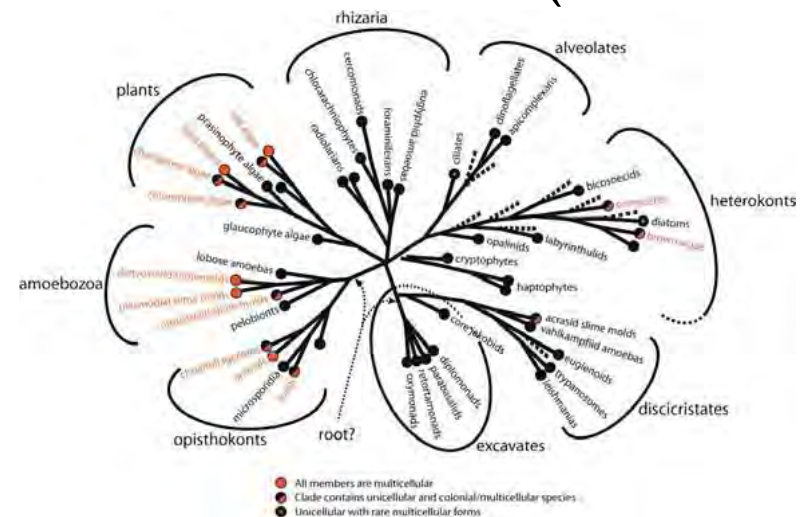 rhizaria
alveolates
plants
cercomonads
chlorarachniophytes
radiolarians
foraminiferans
euglyphid amoebas
dinoflagellates
apicomplexans
ciliates
prasinophyte algae
glaucophyte algae
bicosoecids
heterokonts
diatoms
opalinids
labyrinthulids
cryptophytes
haptophytes
amoebozoa
lobose amoebas
pelobionts
microsporidia
opisthokonts
root?
core jakobids
diplomonads
parabasalids
retortamonads
oxymonads
excavates
acrasid slime molds
vahlkampfiid amoebas
euglenoids
trypanosomes
leishmanias
discicristates
All members are multicellular
Clade contains unicellular and colonial/multicellular species
Unicellular with rare multicellular forms